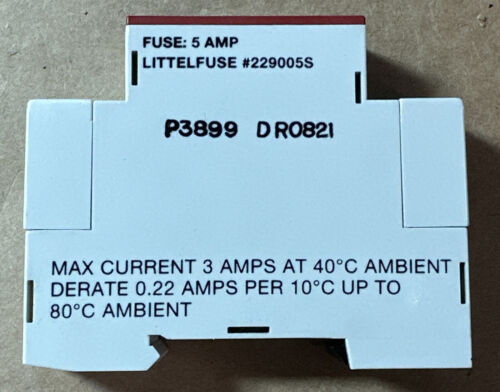 FUSE: 5 AMP
LITTELFUSE #229005S
P3899 DR0821
MAX CURRENT 3 AMPS AT 40°C AMBIENT
DERATE 0.22 AMPS PER 10°C UP TO
80°C AMBIENT